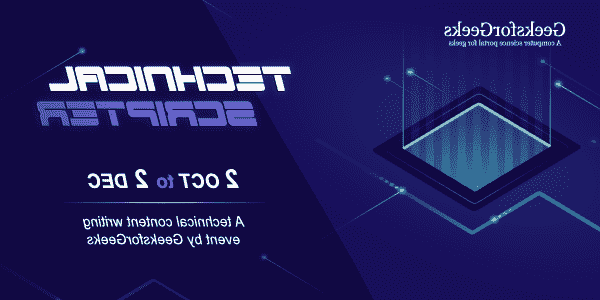 GeeksforGeeks
A computer science portal for geeks
TECHNICAL
SCRIPTER
2 OCT to 2 DEC
A technical content writing
event by GeeksforGeeks